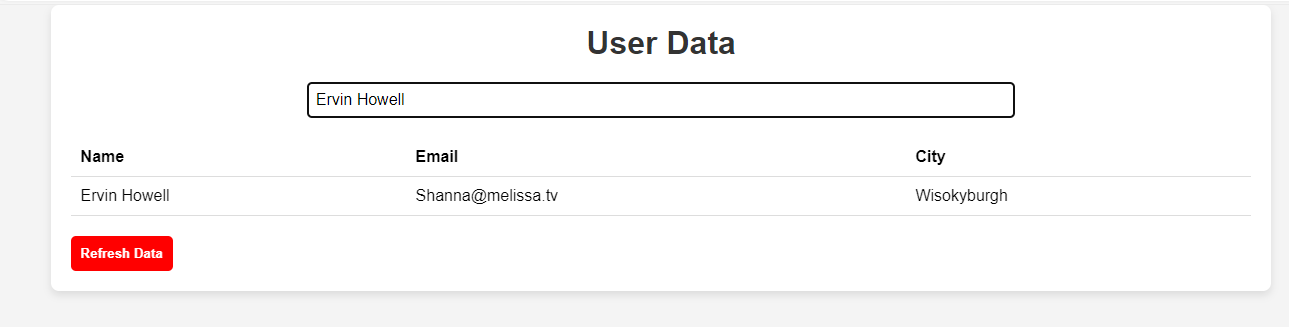 User Data
Ervin Howell
Name Email City
Ervin Howell Shanna@melissa.tv Wisokyburgh
Refresh Data